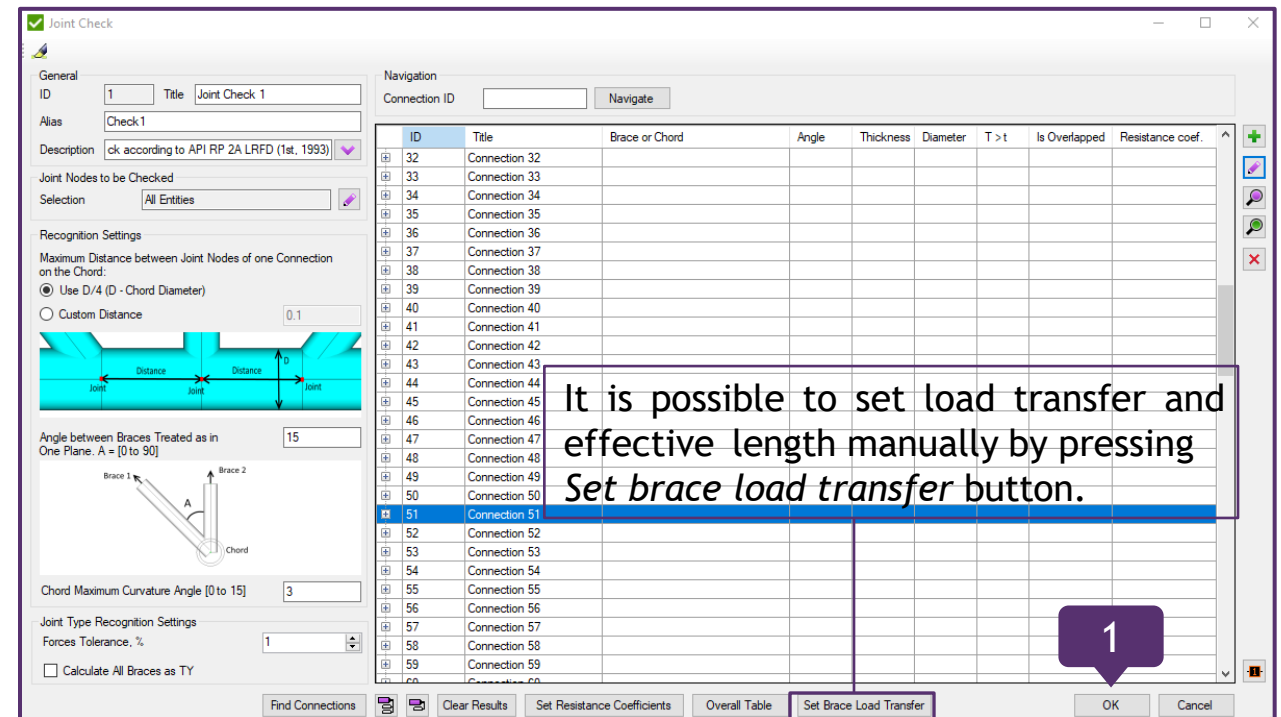 Joint Check
General
ID 1 Title Joint Check 1
Alias Check1
Description ck according to API RP 2A LRFD (1st, 1993)
Joint Nodes to be Checked
Selection All Entities
Recognition Settings
Maximum Distance between Joint Nodes of one Connection
on the Chord:
Use D/4 (D - Chord Diameter)
Custom Distance 0.1
Distance Distance D
Joint Joint Joint
Angle between Braces Treated as in
One Plane. A = [0 to 90] 15
Brace 1 Brace 2
A
Chord
Chord Maximum Curvature Angle [0 to 15] 3
Joint Type Recognition Settings
Forces Tolerance, % 1
Calculate All Braces as TY
Navigation
Connection ID Navigate
ID Title Brace or Chord Angle Thickness Diameter T > t Is Overlapped Resistance coef.
32 Connection 32
33 Connection 33
34 Connection 34
35 Connection 35
36 Connection 36
37 Connection 37
38 Connection 38
39 Connection 39
40 Connection 40
41 Connection 41
42 Connection 42
43 Connection 43
44 Connection 44
45 Connection 45
46 Connection 46
47 Connection 47
48 Connection 48
49 Connection 49
50 Connection 50
51 Connection 51
52 Connection 52
53 Connection 53
54 Connection 54
55 Connection 55
56 Connection 56
57 Connection 57
58 Connection 58
59 Connection 59
It is possible to set load transfer and
effective length manually by pressing
Set brace load transfer button.
1
Find Connections Clear Results Set Resistance Coefficients Overall Table Set Brace Load Transfer OK Cancel